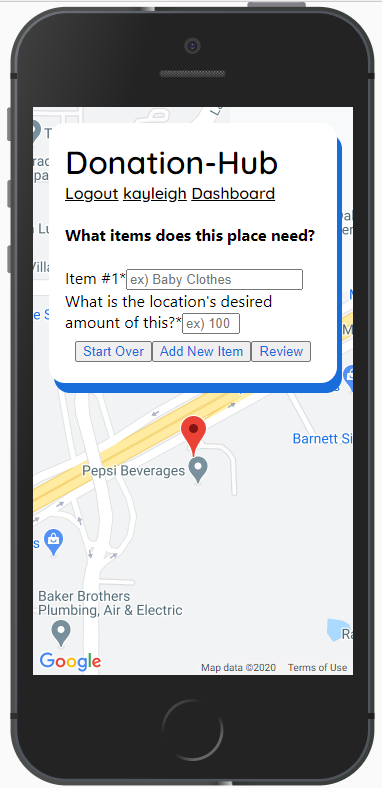 Donation-Hub
Logout kayleigh Dashboard
What items does this place need?
Item #1* ex) Baby Clothes
What is the location's desired
amount of this?* ex) 100
Start Over Add New Item Review
Barnett Si
Pepsi Beverages
Baker Brothers
Plumbing, Air & Electric
Google
Map data ©2020 Terms of Use